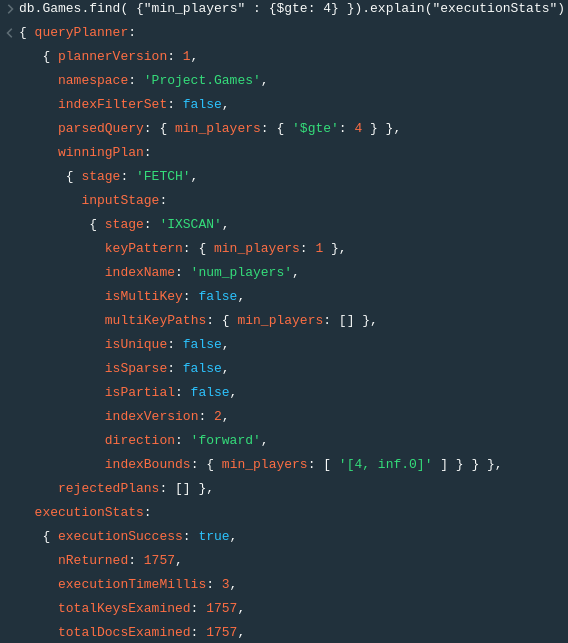 db.Games.find( {"min_players" : {$gte: 4} }).explain("executionStats")
{ queryPlanner:
{ plannerVersion: 1,
namespace: 'Project.Games',
indexFilterSet: false,
parsedQuery: { min_players: { '$gte': 4 } },
winningPlan:
{ stage: 'FETCH',
inputStage:
{ stage: 'IXSCAN',
keyPattern: { min_players: 1 },
indexName: 'num_players',
isMultiKey: false,
multiKeyPaths: { min_players: [] },
isUnique: false,
isSparse: false,
isPartial: false,
indexVersion: 2,
direction: 'forward',
indexBounds: { min_players: [ '[4, inf.0]' ] } } },
rejectedPlans: [] },
executionStats:
{ executionSuccess: true,
nReturned: 1757,
executionTimeMillis: 3,
totalKeysExamined: 1757,
totalDocsExamined: 1757,